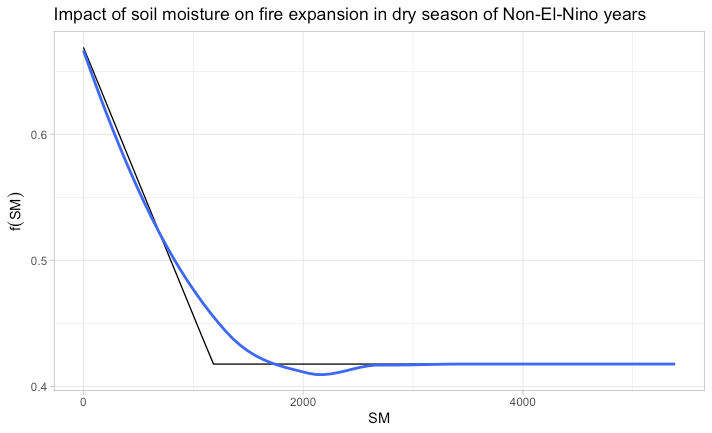 Impact of soil moisture on fire expansion in dry season of Non-El-Nino years
0.6
0.5
0.4
f(SM)
0
2000
4000
SM